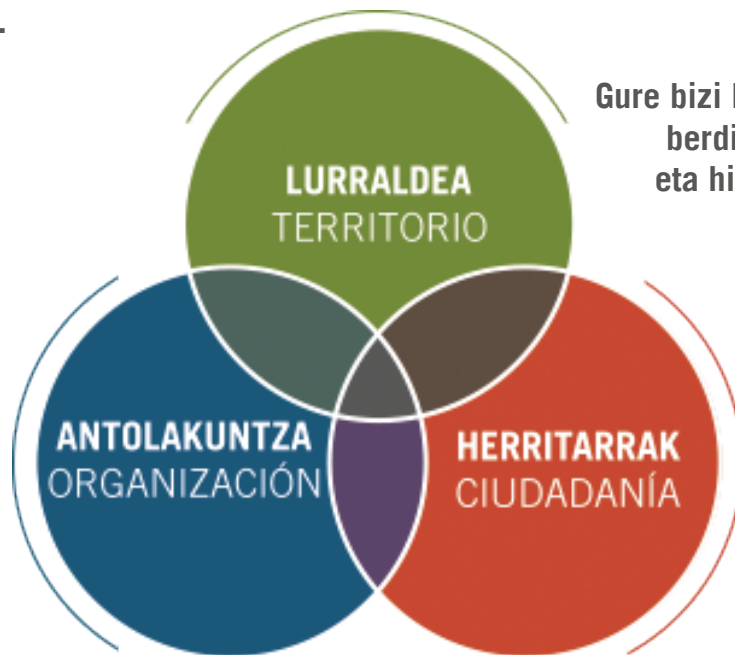 Gure bizi
berdi
eta hi
LURRALDEA
TERRITORIO
ANTOLAKUNTZA
ORGANIZACIÓN
HERRITARRAK
CIUDADANÍA